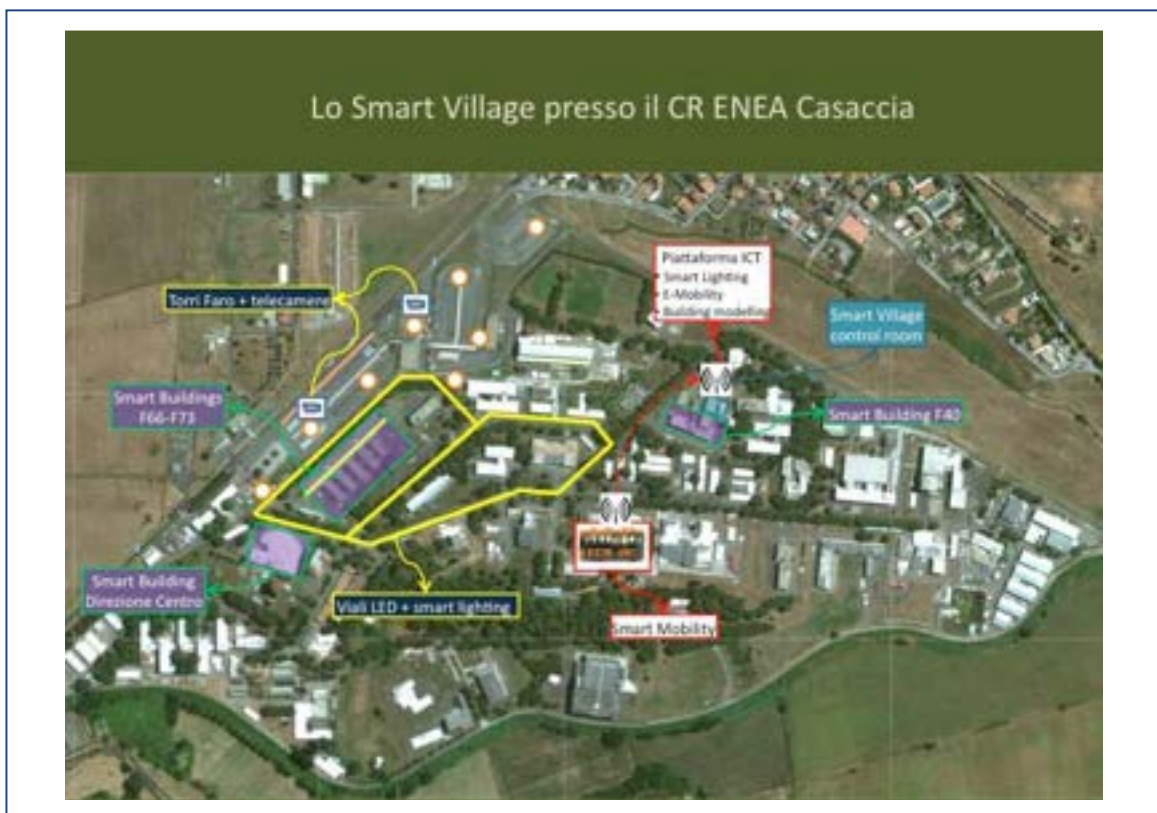 Lo Smart Village presso il CR ENEA Casaccia
Piattaforma ICT
Smart Lighting
E-Mobility
Building modelling
Torri Faro + telecamere
Smart Village
control room
Smart Buildings
F66-F73
Smart Building F40
Smart Building
Direzione Centro
Viali LED + smart lighting
Smart Mobility